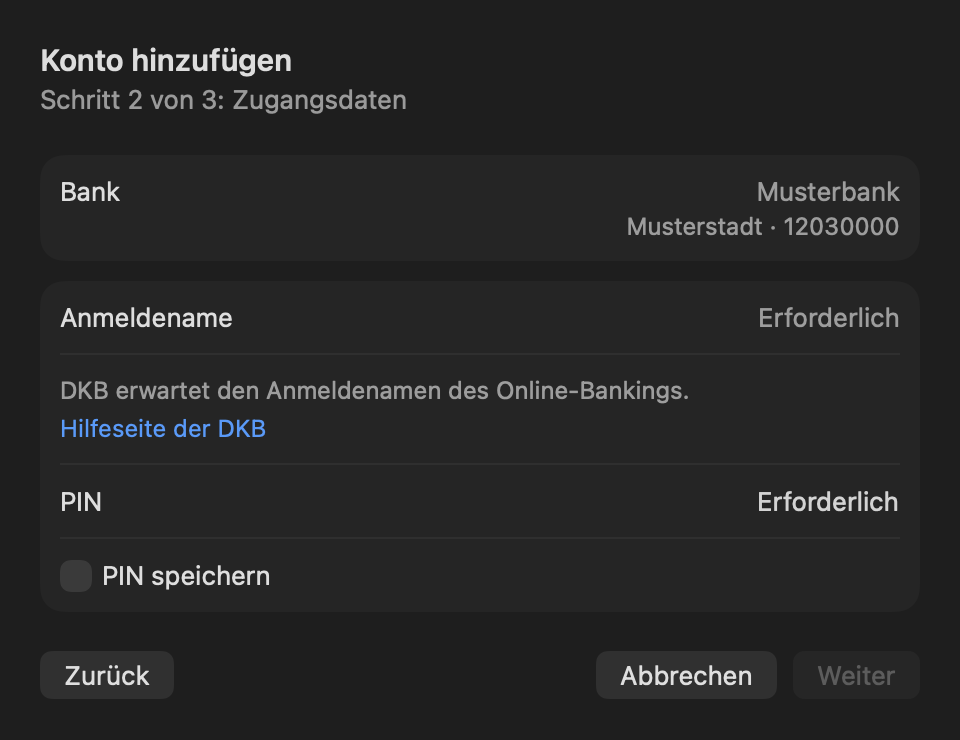 Konto hinzufügen
Schritt 2 von 3: Zugangsdaten
Bank
Musterbank
Musterstadt · 12030000
Anmeldename
Erforderlich
DKB erwartet den Anmeldenamen des Online-Bankings.
Hilfeseite der DKB
PIN
Erforderlich
PIN speichern
Zurück
Abbrechen
Weiter